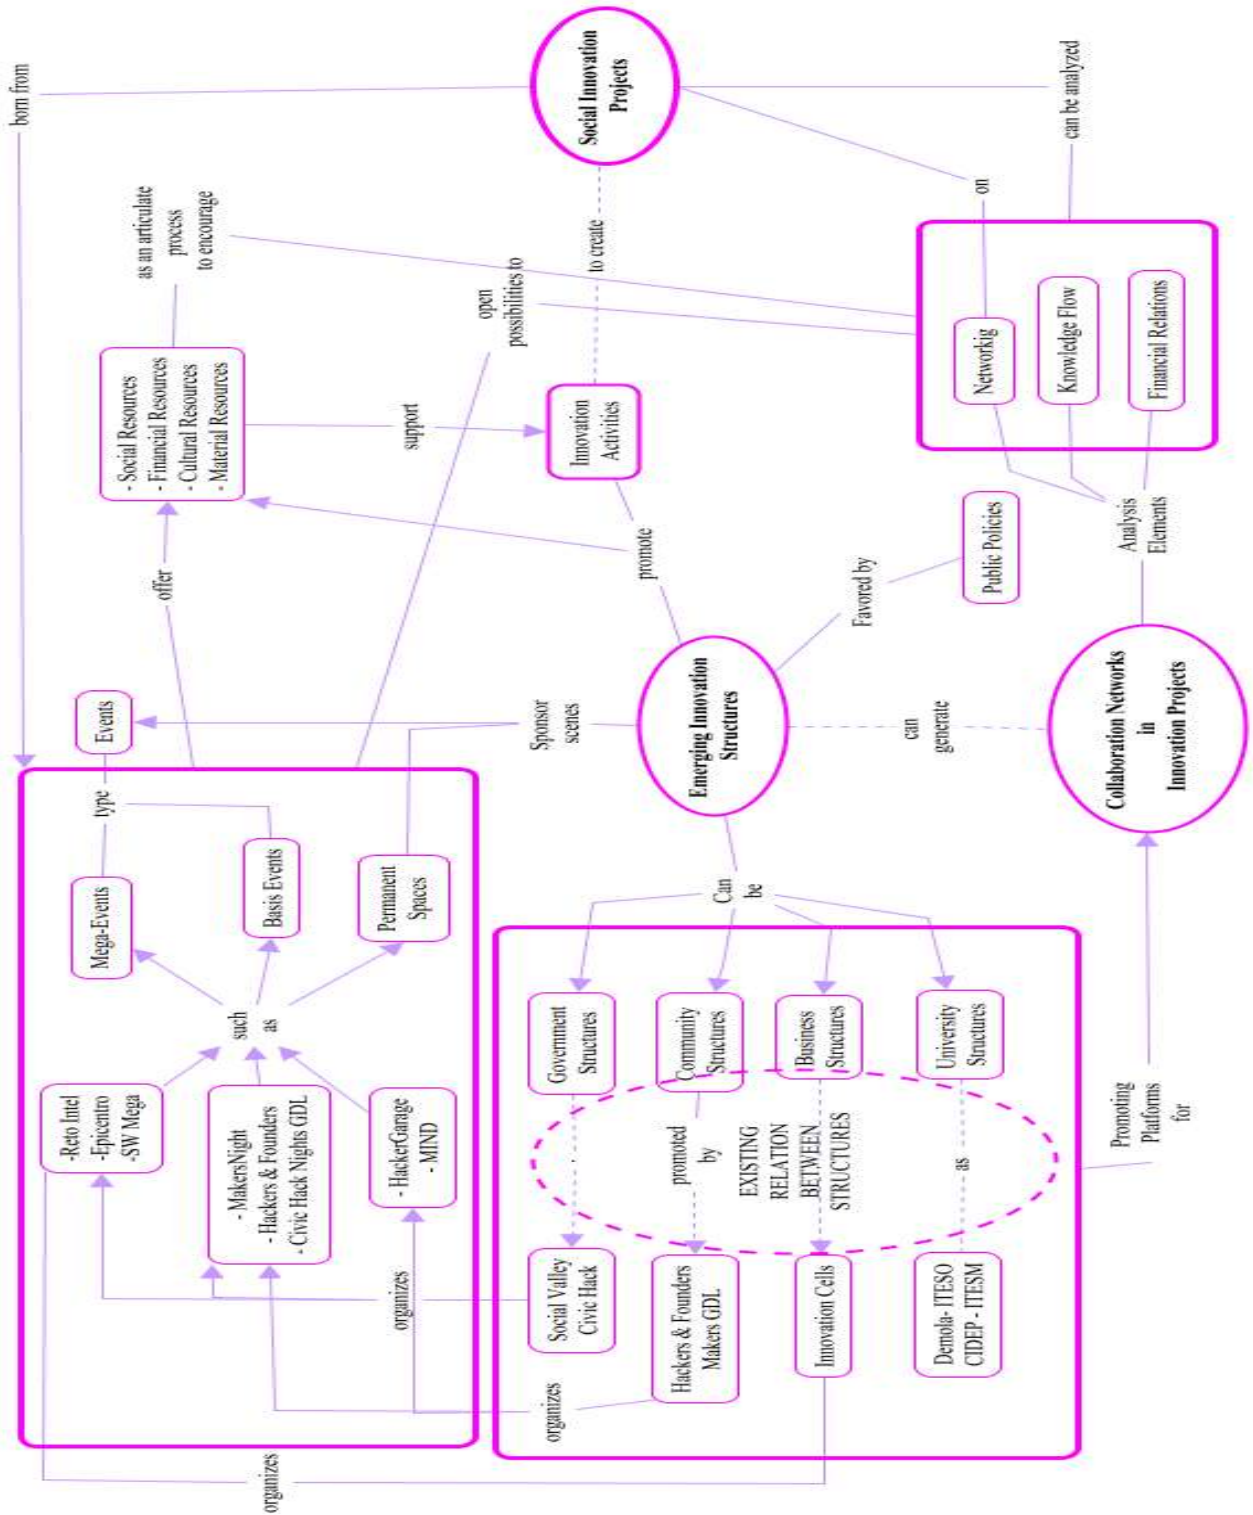 organizes
-Reto Intel
-Epicentro
-SW Mega
Mega-Events
type
Events
born from
- MakersNight
- Hackers & Founders
- Civic Hack Nights GDL
such
as
Basis Events
offer
- Social Resources
- Financial Resources
- Cultural Resources
- Material Resources
as an articulate
process
to encourage
organizes
- HackerGarage
- MIND
Permanent
Spaces
support
open
possibilities to
organizes
Social Valley
Civic Hack
Government
Structures
Sponsor
scenes
Innovation
Activities
to create
Social Innovation
Projects
Hackers & Founders
Makers GDL
promoted
by
Community
Structures
Can
be
Emerging Innovation
Structures
promote
Innovation Cells
EXISTING
RELATION
BETWEEN
STRUCTURES
Business
Structures
Favored by
can
generate
Demola- ITESO
CIDEP - ITESM
as
University
Structures
Public Policies
Networkig
on
Knowledge Flow
Financial Relations
can be analyzed
Promoting
Platforms
for
Collaboration Networks
in
Innovation Projects
Analysis
Elements